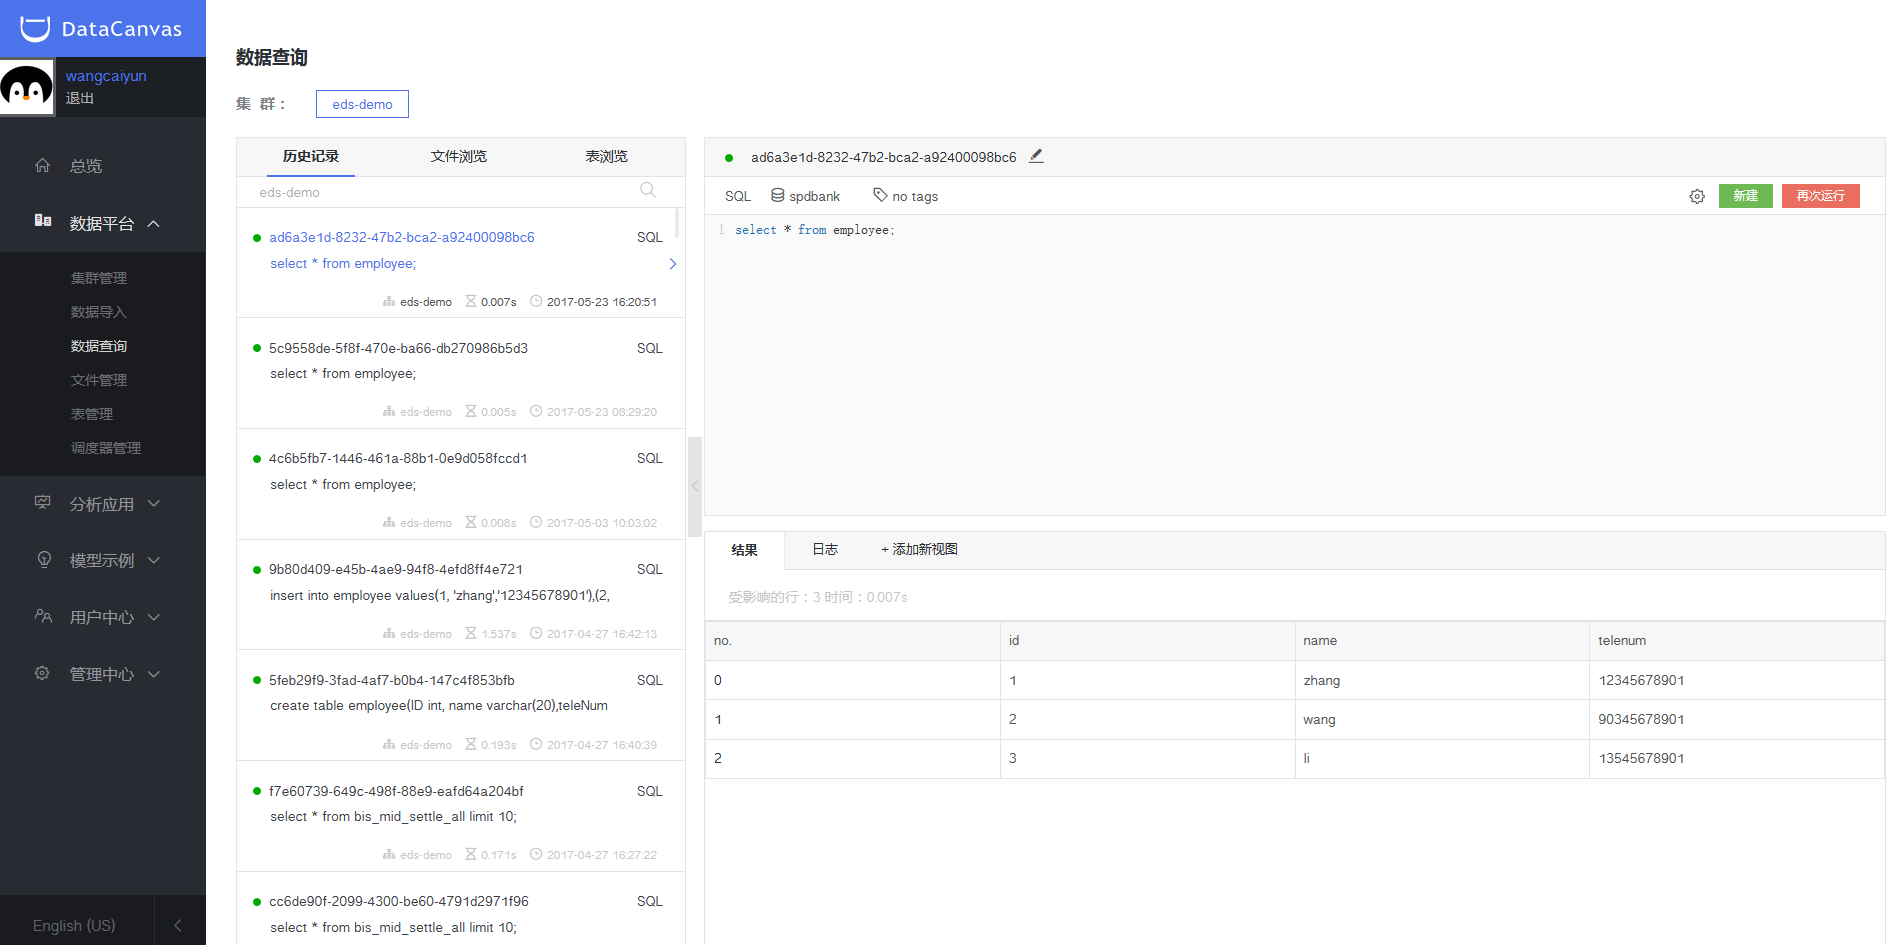 DataCanvas
wangcaiyun
退出
总览
数据平台
集群管理
数据导入
数据查询
文件管理
表管理
调度器管理
分析应用
模型示例
用户中心
管理中心
English (US)
数据查询
集 群： eds-demo
历史记录 文件浏览 表浏览
eds-demo
ad6a3e1d-8232-47b2-bca2-a92400098bc6 SQL
select * from employee;
eds-demo 0.007s 2017-05-23 16:20:51
5c9558de-5f8f-470e-ba66-db270986b5d3 SQL
select * from employee;
eds-demo 0.005s 2017-05-23 08:29:20
4c6b5fb7-1446-461a-88b1-0e9d058fccd1 SQL
select * from employee;
eds-demo 0.008s 2017-05-03 10:03:02
9b80d409-e45b-4ae9-94f8-4efd8ff4e721 SQL
insert into employee values(1, 'zhang','12345678901'),(2,
eds-demo 1.537s 2017-04-27 16:42:13
5feb29f9-3fad-4af7-b0b4-147c4f853bfb SQL
create table employee(ID int, name varchar(20),teleNum
eds-demo 0.193s 2017-04-27 16:40:39
f7e60739-649c-498f-88e9-eafd64a204bf SQL
select * from bis_mid_settle_all limit 10;
eds-demo 0.171s 2017-04-27 16:27:22
cc6de90f-2099-4300-be60-4791d2971f96 SQL
select * from bis_mid_settle_all limit 10;
ad6a3e1d-8232-47b2-bca2-a92400098bc6
SQL spdbank no tags 新建 再次运行
1 select * from employee;
结果 日志 + 添加新视图
受影响的行：3 时间：0.007s
no. id name telenum
0 1 zhang 12345678901
1 2 wang 90345678901
2 3 li 13545678901